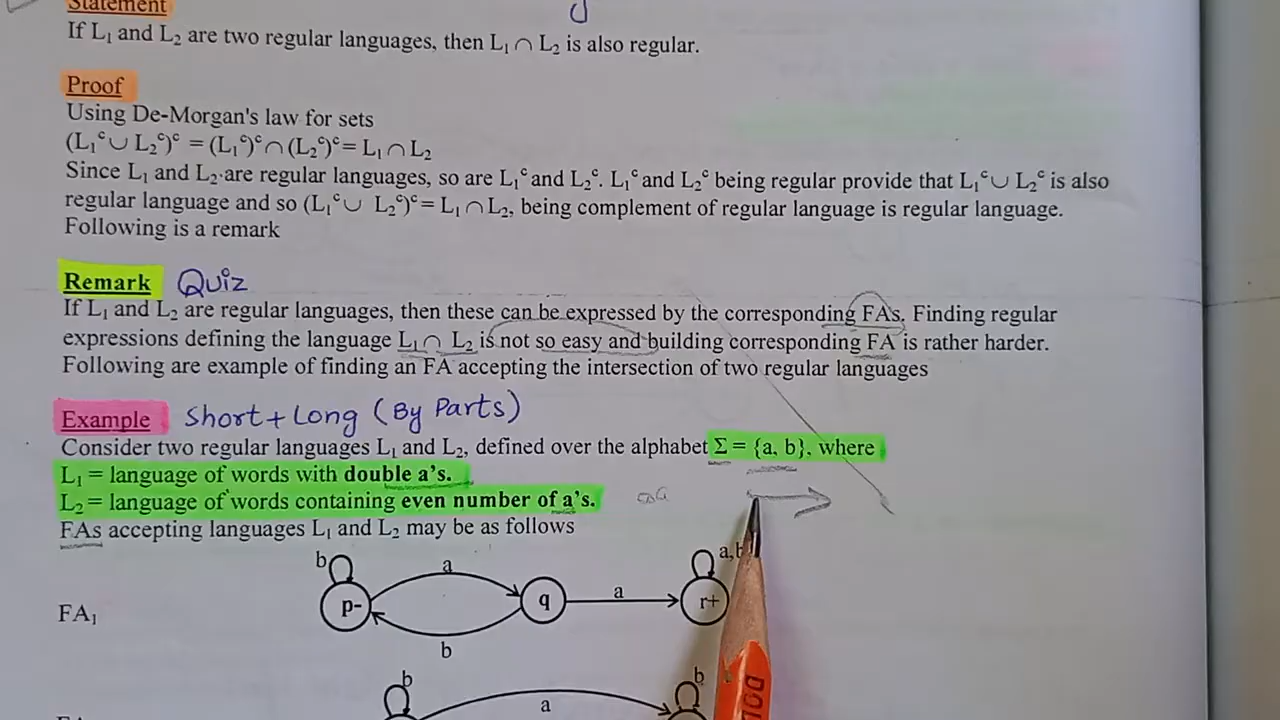 Statement
If L₁ and L₂ are two regular languages, then L₁ ∩ L₂ is also regular.
Proof
Using De-Morgan's law for sets
(L₁ᶜ ∪ L₂ᶜ)ᶜ = (L₁ᶜ)ᶜ ∩ (L₂ᶜ)ᶜ = L₁ ∩ L₂
Since L₁ and L₂ are regular languages, so are L₁ᶜ and L₂ᶜ. L₁ᶜ and L₂ᶜ being regular provide that L₁ᶜ ∪ L₂ᶜ is also
regular language and so (L₁ᶜ ∪ L₂ᶜ)ᶜ = L₁ ∩ L₂, being complement of regular language is regular language.
Following is a remark
Remark Quiz
If L₁ and L₂ are regular languages, then these can be expressed by the corresponding FAs. Finding regular
expressions defining the language L₁ ∩ L₂ is not so easy and building corresponding FA is rather harder.
Following are example of finding an FA accepting the intersection of two regular languages
Example Short + Long (By Parts)
Consider two regular languages L₁ and L₂, defined over the alphabet Σ = {a, b}, where
L₁ = language of words with double a's.
L₂ = language of words containing even number of a's. aa
FAs accepting languages L₁ and L₂ may be as follows
b a a,b
FA₁ p- q a r+
b
b b
a